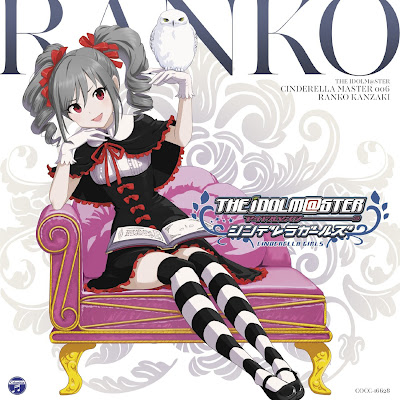 RANKO
THE IDOLM@STER
CINDERELLA MASTER 006
RANKO KANZAKI
THE iDOLM@STER
シンデレラガールズ
CINDERELLA GIRLS
COCC-16628